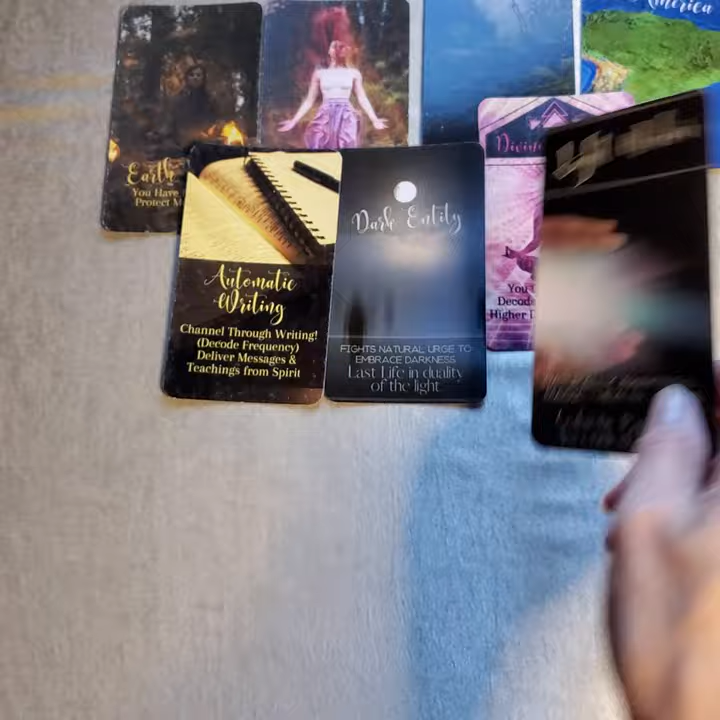 America
Earth
You Have
Protect M
Automatic
Writing
Channel Through Writing!
(Decode Frequency)
Deliver Messages &
Teachings from Spirit
Dark Entity
FIGHTS NATURAL URGE TO
EMBRACE DARKNESS
Last Life in duality
of the light
Divin
You
Decod
Higher